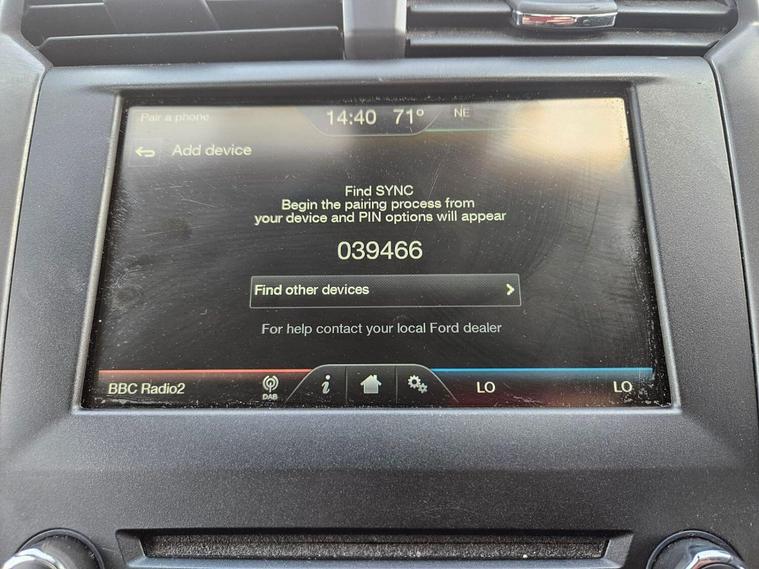 Pair a phone
14:40 71° NE
Add device
Find SYNC
Begin the pairing process from
your device and PIN options will appear
039466
Find other devices
For help contact your local Ford dealer
BBC Radio2 DAB i LO LO